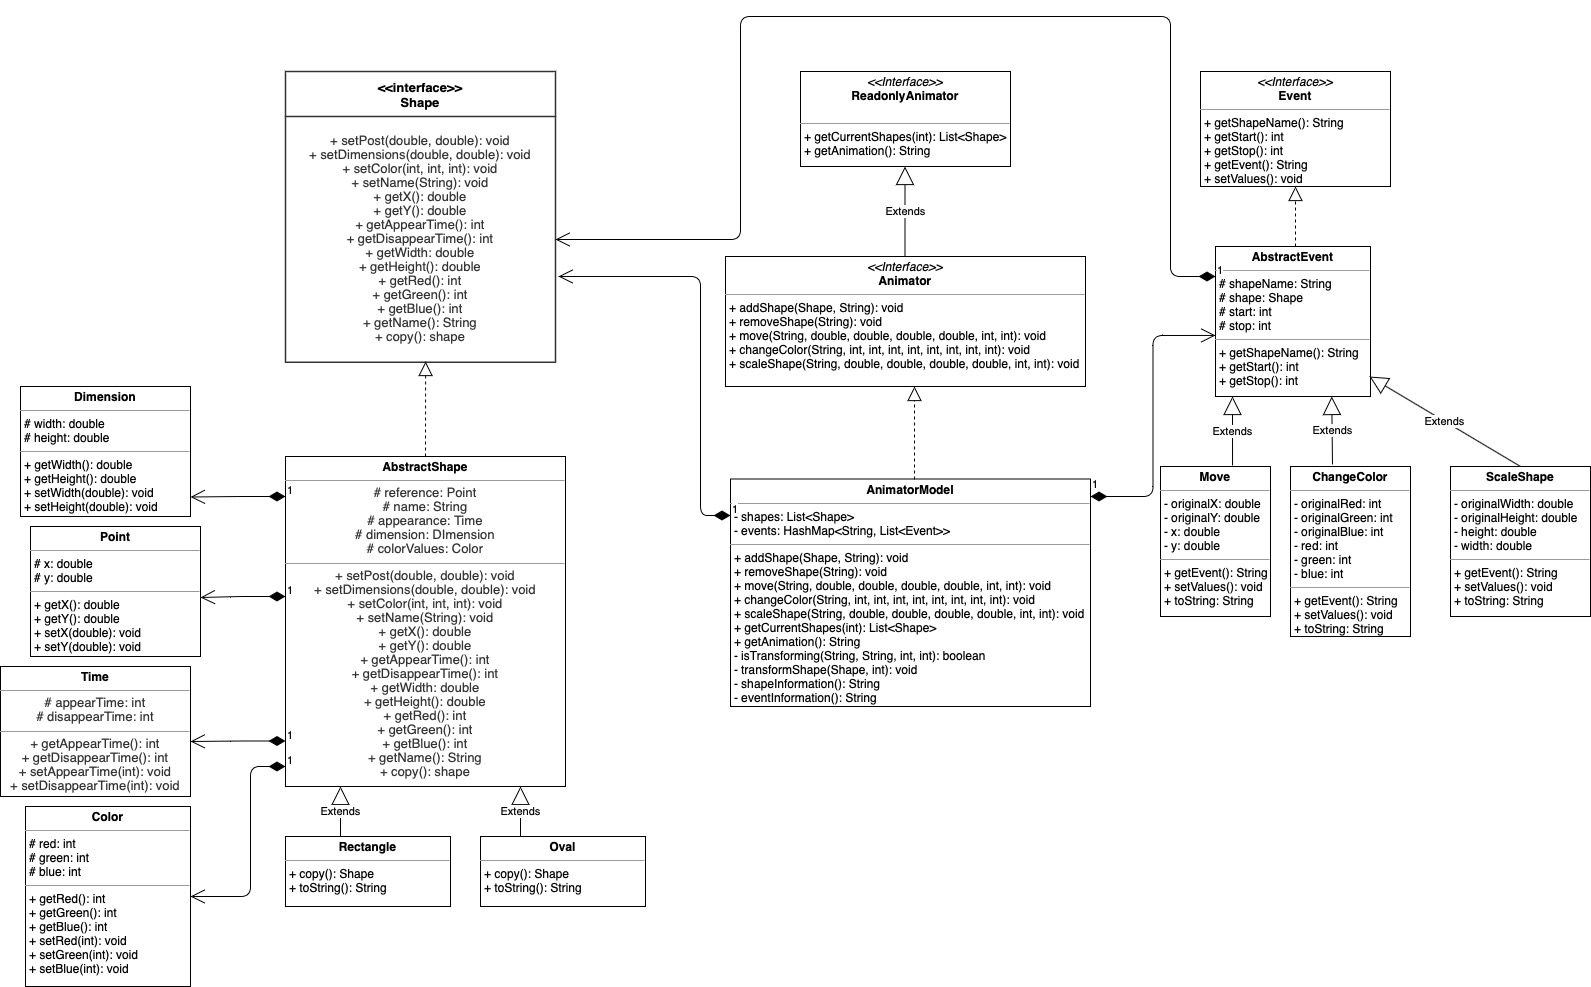 <<interface>>
Shape
+ setPost(double, double): void
+ setDimensions(double, double): void
+ setColor(int, int, int): void
+ setName(String): void
+ getX(): double
+ getY(): double
+ getAppearTime(): int
+ getDisappearTime(): int
+ getWidth: double
+ getHeight(): double
+ getRed(): int
+ getGreen(): int
+ getBlue(): int
+ getName(): String
+ copy(): shape
<<Interface>>
ReadonlyAnimator
+ getCurrentShapes(int): List<Shape>
+ getAnimation(): String
Extends
<<Interface>>
Animator
+ addShape(Shape, String): void
+ removeShape(String): void
+ move(String, double, double, double, double, int, int): void
+ changeColor(String, int, int, int, int, int, int, int, int): void
+ scaleShape(String, double, double, double, double, int, int): void
<<Interface>>
Event
+ getShapeName(): String
+ getStart(): int
+ getStop(): int
+ getEvent(): String
+ setValues(): void
AbstractEvent
1
# shapeName: String
# shape: Shape
# start: int
# stop: int
+ getShapeName(): String
+ getStart(): int
+ getStop(): int
Extends
Extends
Extends
Dimension
# width: double
# height: double
+ getWidth(): double
+ getHeight(): double
+ setWidth(double): void
+ setHeight(double): void
Point
# x: double
# y: double
+ getX(): double
+ getY(): double
+ setX(double): void
+ setY(double): void
Time
# appearTime: int
# disappearTime: int
+ getAppearTime(): int
+ getDisappearTime(): int
+ setAppearTime(int): void
+ setDisappearTime(int): void
Color
# red: int
# green: int
# blue: int
+ getRed(): int
+ getGreen(): int
+ getBlue(): int
+ setRed(int): void
+ setGreen(int): void
+ setBlue(int): void
AbstractShape
1
# reference: Point
# name: String
# appearance: Time
# dimension: DImension
# colorValues: Color
1
1
1
+ setPost(double, double): void
+ setDimensions(double, double): void
+ setColor(int, int, int): void
+ setName(String): void
+ getX(): double
+ getY(): double
+ getAppearTime(): int
+ getDisappearTime(): int
+ getWidth: double
+ getHeight(): double
+ getRed(): int
+ getGreen(): int
+ getBlue(): int
+ getName(): String
+ copy(): shape
Extends
Extends
Rectangle
+ copy(): Shape
+ toString(): String
Oval
+ copy(): Shape
+ toString(): String
AnimatorModel
1
1
- shapes: List<Shape>
- events: HashMap<String, List<Event>>
+ addShape(Shape, String): void
+ removeShape(String): void
+ move(String, double, double, double, double, int, int): void
+ changeColor(String, int, int, int, int, int, int, int, int): void
+ scaleShape(String, double, double, double, double, int, int): void
+ getCurrentShapes(int): List<Shape>
+ getAnimation(): String
- isTransforming(String, String, int, int): boolean
- transformShape(Shape, int): void
- shapeInformation(): String
- eventInformation(): String
Move
- originalX: double
- originalY: double
- x: double
- y: double
+ getEvent(): String
+ setValues(): void
+ toString: String
ChangeColor
- originalRed: int
- originalGreen: int
- originalBlue: int
- red: int
- green: int
- blue: int
+ getEvent(): String
+ setValues(): void
+ toString: String
ScaleShape
- originalWidth: double
- originalHeight: double
- height: double
- width: double
+ getEvent(): String
+ setValues(): void
+ toString: String